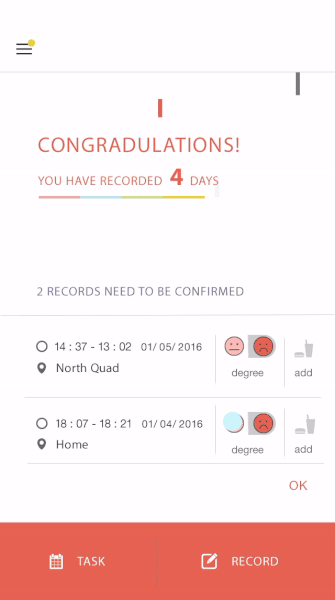 CONGRADULATIONS!
YOU HAVE RECORDED 4 DAYS
2 RECORDS NEED TO BE CONFIRMED
14 : 37 - 13 : 02 01/ 05/ 2016
North Quad
degree add
18 : 07 - 18 : 21 01/ 04/ 2016
Home
degree add
OK
TASK RECORD